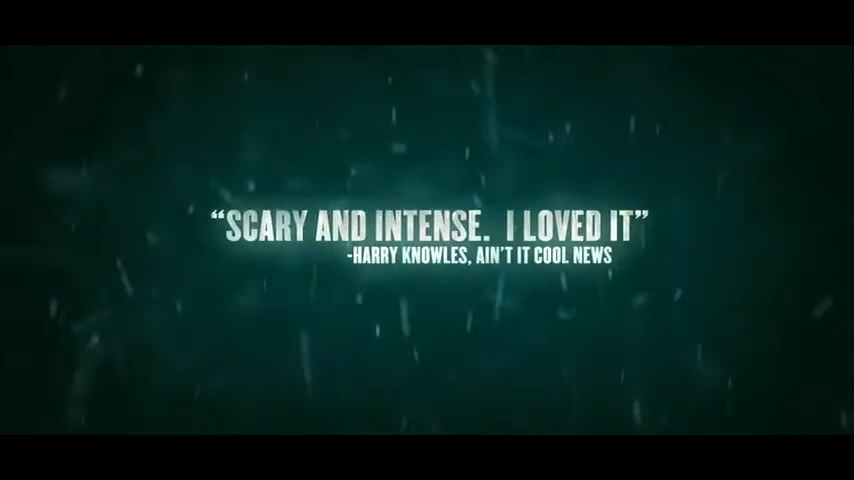 “SCARY AND INTENSE. I LOVED IT”
-HARRY KNOWLES, AIN'T IT COOL NEWS